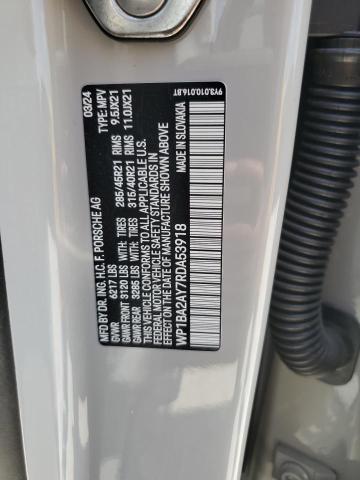 MFD BY DR. ING. H.C. F. PORSCHE AG 03/24
GVWR 6217 LBS TYPE: MPV
GAWR FRONT 3120 LBS WITH TIRES 285/45R21 RIMS 9.5JX21
GAWR REAR 3285 LBS WITH TIRES 315/40R21 RIMS 11.0JX21
THIS VEHICLE CONFORMS TO ALL APPLICABLE U.S.
FEDERAL MOTOR VEHICLE SAFETY STANDARDS IN
EFFECT ON THE DATE OF MANUFACTURE SHOWN ABOVE
WP1BA2AY7RDA53918 MADE IN SLOVAKIA
9Y3.010.016.BT